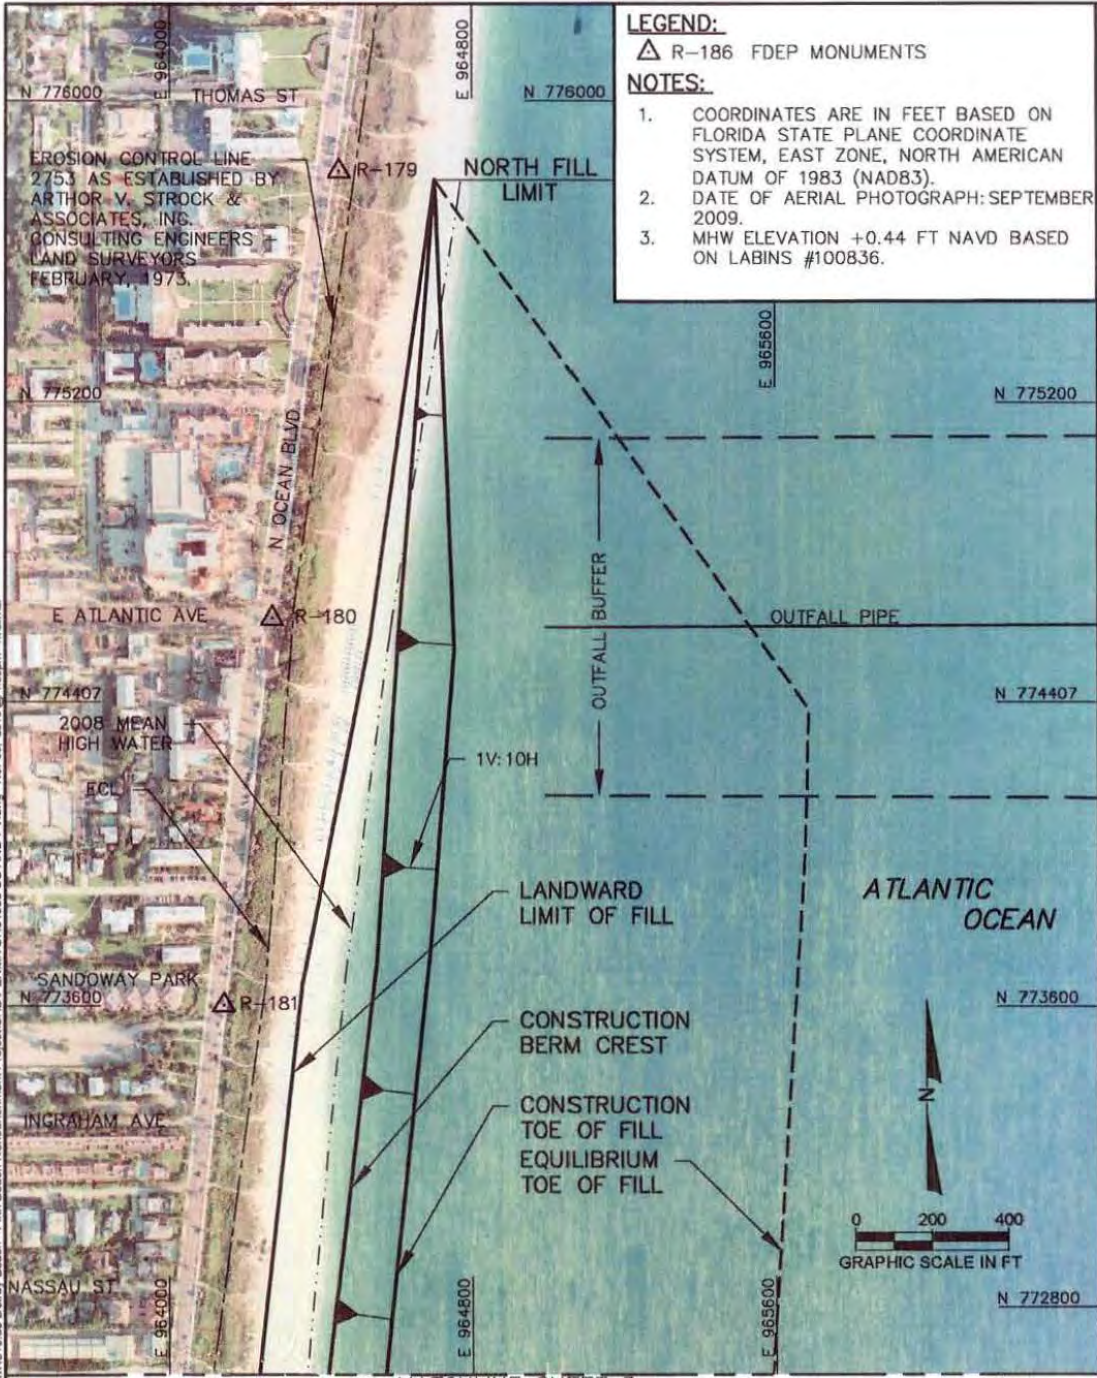 LEGEND:
R-186 FDEP MONUMENTS
NOTES:
1. COORDINATES ARE IN FEET BASED ON
FLORIDA STATE PLANE COORDINATE
SYSTEM, EAST ZONE, NORTH AMERICAN
DATUM OF 1983 (NAD83).
2. DATE OF AERIAL PHOTOGRAPH: SEPTEMBER
2009.
3. MHW ELEVATION +0.44 FT NAVD BASED
ON LABINS #100836.
E 964000
E 964800
N 776000
THOMAS ST
N 776000
EROSION CONTROL LINE
2753 AS ESTABLISHED BY
ARTHOR V. STROCK &
ASSOCIATES, INC.
CONSULTING ENGINEERS
LAND SURVEYORS
FEBRUARY, 1973.
R-179
NORTH FILL
LIMIT
E 965600
N 775200
N 775200
N OCEAN BLVD
OUTFALL BUFFER
E ATLANTIC AVE
R-180
OUTFALL PIPE
N 774407
N 774407
2008 MEAN
HIGH WATER
1V:10H
ECL
LANDWARD
LIMIT OF FILL
ATLANTIC
OCEAN
SANDOWAY PARK
N 773600
R-181
N 773600
CONSTRUCTION
BERM CREST
N
INGRAHAM AVE
CONSTRUCTION
TOE OF FILL
EQUILIBRIUM
TOE OF FILL
0 200 400
GRAPHIC SCALE IN FT
NASSAU ST
E 964000
E 964800
E 965600
N 772800